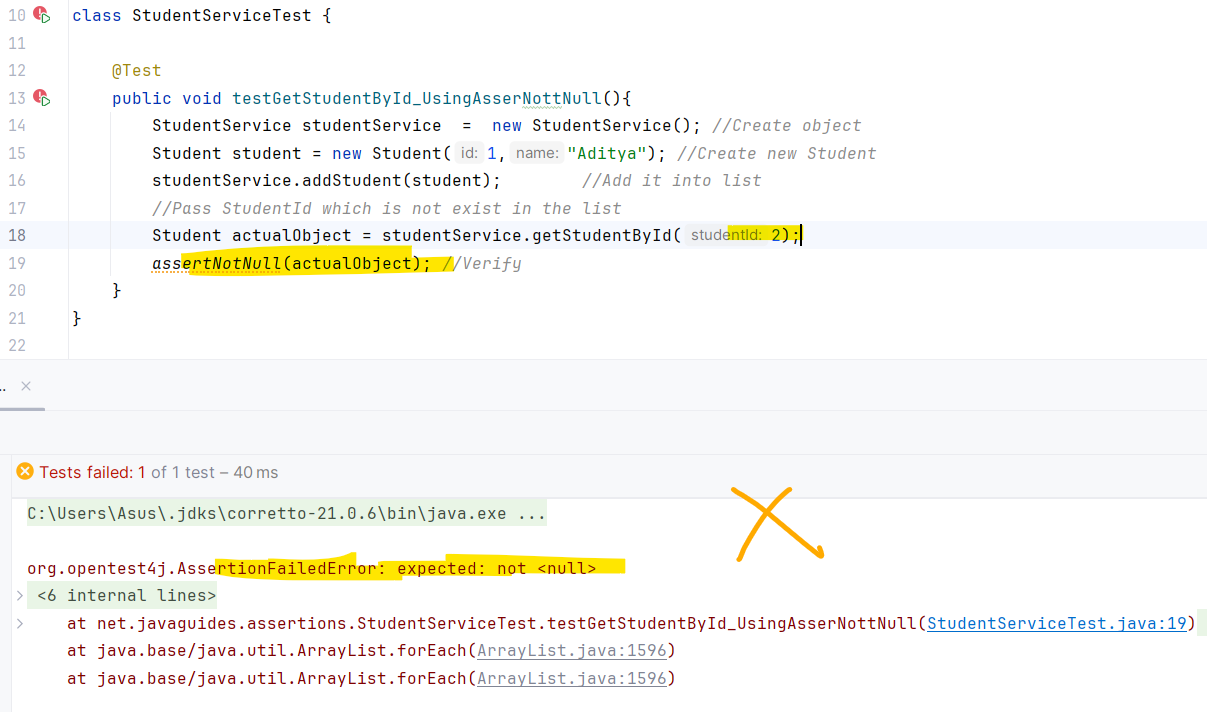 10 class StudentServiceTest {
11
12 @Test
13 public void testGetStudentById_UsingAsserNottNull(){
14 StudentService studentService = new StudentService(); //Create object
15 Student student = new Student( id: 1, name: "Aditya"); //Create new Student
16 studentService.addStudent(student); //Add it into list
17 //Pass StudentId which is not exist in the list
18 Student actualObject = studentService.getStudentById( studentId: 2);
19 assertNotNull(actualObject); //Verify
20 }
21 }
22
..
Tests failed: 1 of 1 test – 40 ms
C:\Users\Asus\.jdks\corretto-21.0.6\bin\java.exe ...
org.opentest4j.AssertionFailedError: expected: not <null>
<6 internal lines>
at net.javaguides.assertions.StudentServiceTest.testGetStudentById_UsingAsserNottNull(StudentServiceTest.java:19)
at java.base/java.util.ArrayList.forEach(ArrayList.java:1596)
at java.base/java.util.ArrayList.forEach(ArrayList.java:1596)